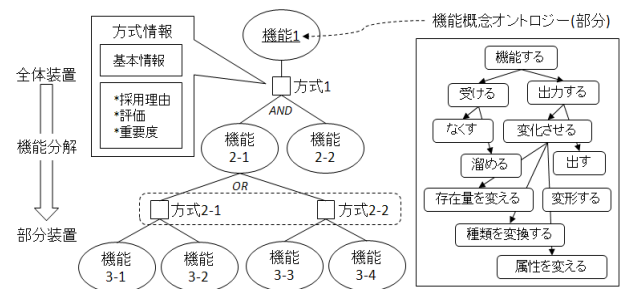 方式情報
基本情報
*採用理由
*評価
*重要度
全体装置
機能分解
部分装置
機能1
方式1
AND
機能
2-1
機能
2-2
OR
方式2-1
方式2-2
機能
3-1
機能
3-2
機能
3-3
機能
3-4
機能概念オントロジー(部分)
機能する
受ける
出力する
なくす
変化させる
溜める
出す
存在量を変える
変形する
種類を変換する
属性を変える